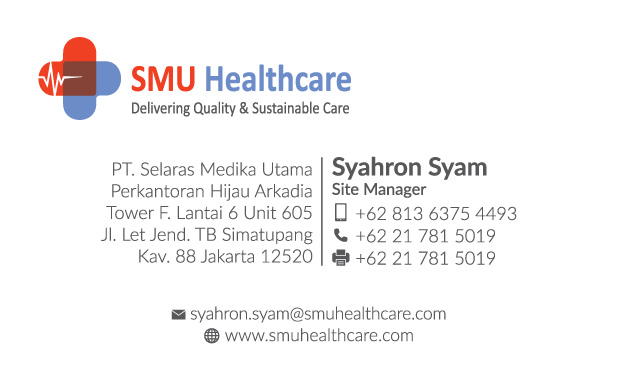 SMU Healthcare
Delivering Quality & Sustainable Care
PT. Selaras Medika Utama
Perkantoran Hijau Arkadia
Tower F. Lantai 6 Unit 605
Jl. Let Jend. TB Simatupang
Kav. 88 Jakarta 12520
Syahron Syam
Site Manager
+62 813 6375 4493
+62 21 781 5019
+62 21 781 5019
syahron.syam@smuhealthcare.com
www.smuhealthcare.com